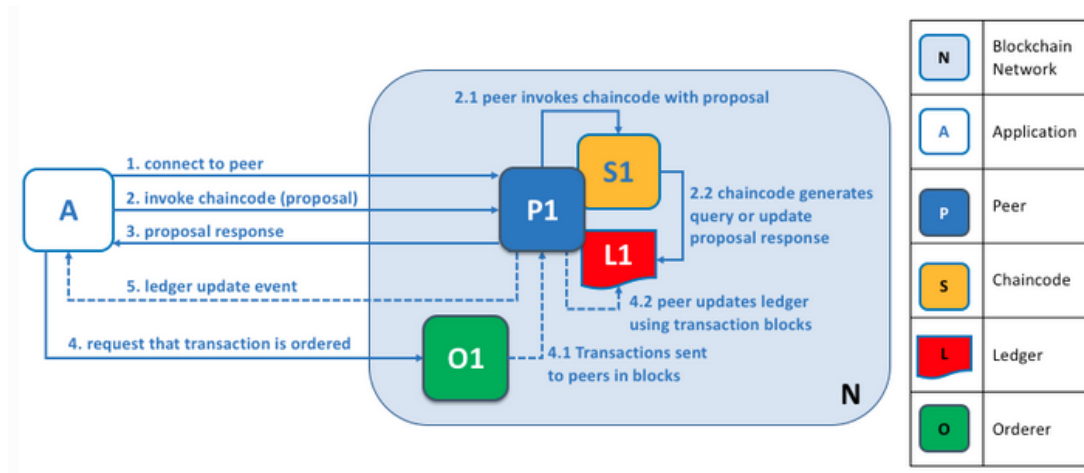 2.1 peer invokes chaincode with proposal
1. connect to peer
2. invoke chaincode (proposal)
3. proposal response
A
P1
S1
2.2 chaincode generates
query or update
proposal response
L1
5. ledger update event
4.2 peer updates ledger
using transaction blocks
4. request that transaction is ordered
O1
4.1 Transactions sent
to peers in blocks
N
N
Blockchain
Network
A
Application
P
Peer
S
Chaincode
L
Ledger
O
Orderer